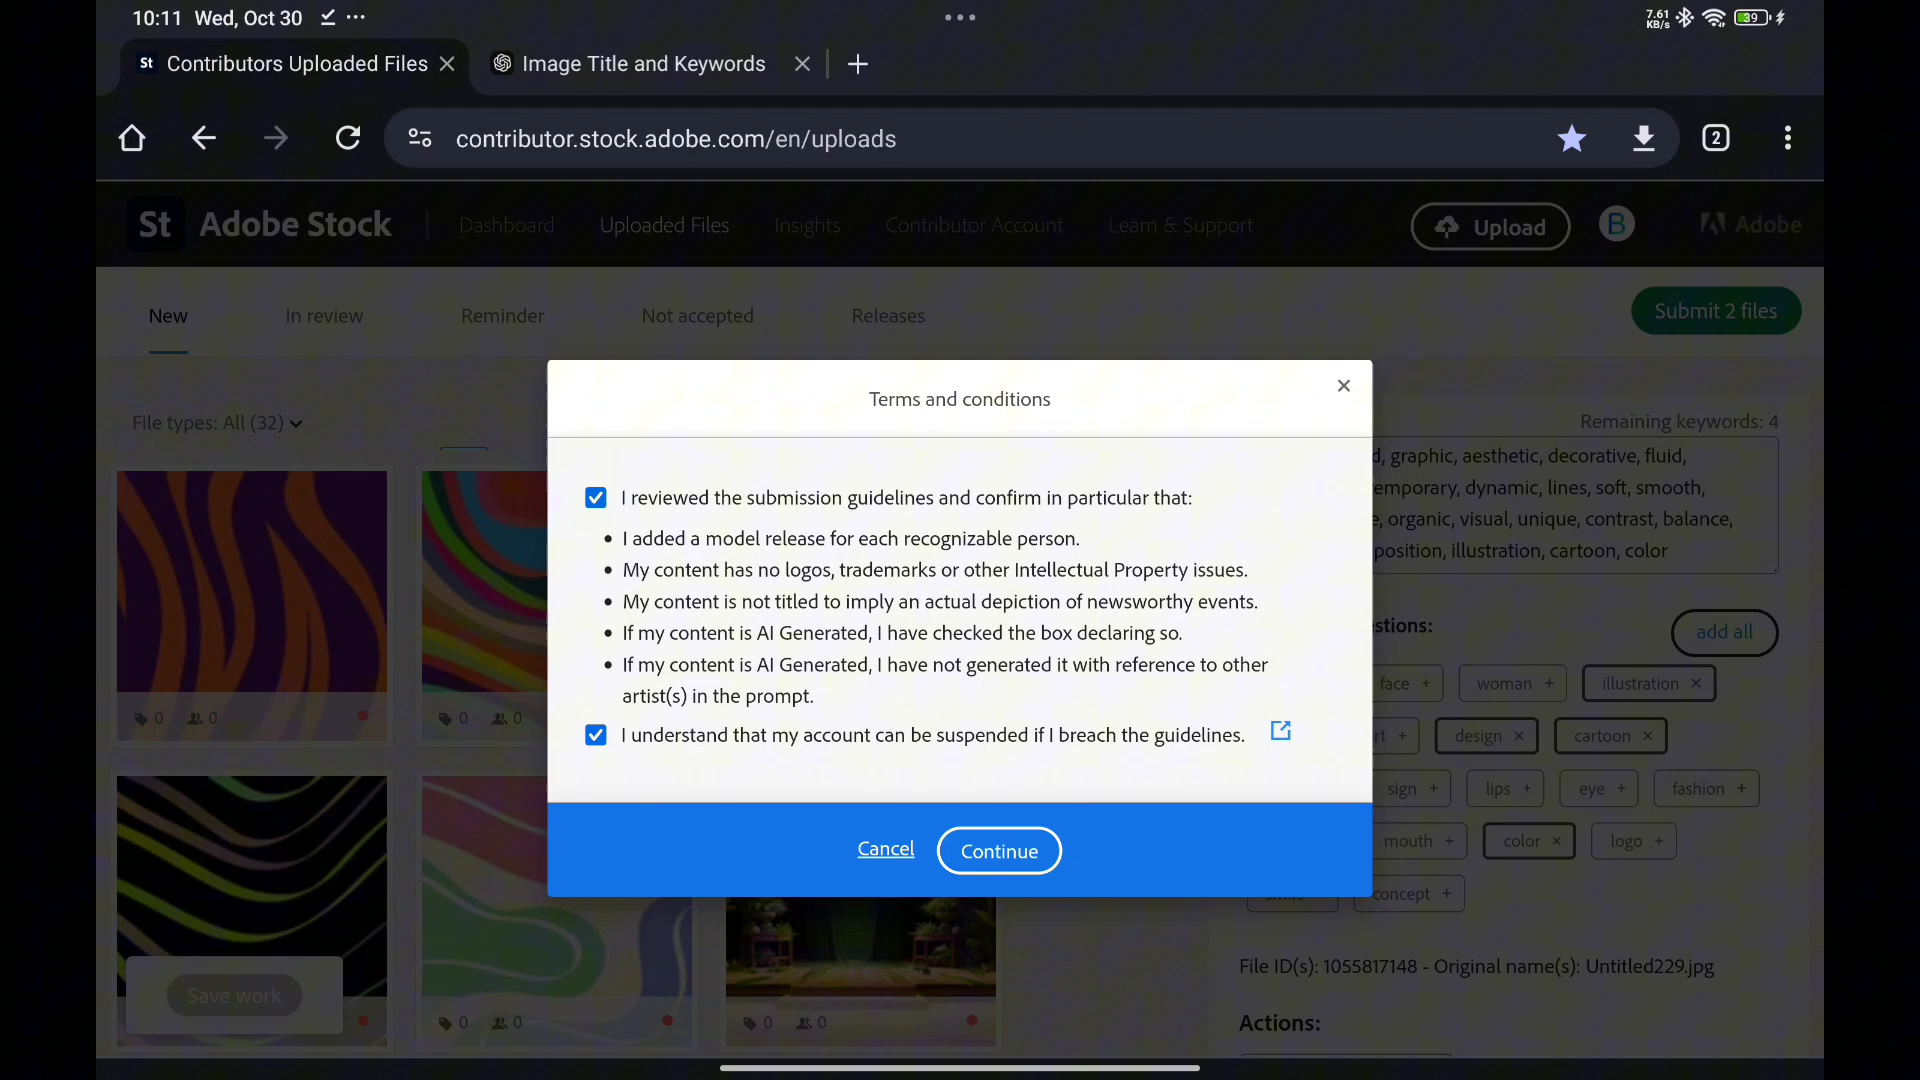 10:11 Wed, Oct 30
7.61 KB/s
39
St Contributors Uploaded Files
Image Title and Keywords
contributor.stock.adobe.com/en/uploads
2
St Adobe Stock
Dashboard
Uploaded Files
Insights
Contributor Account
Learn & Support
Upload
B
Adobe
New
In review
Reminder
Not accepted
Releases
Submit 2 files
File types: All (32)
Remaining keywords: 4
Terms and conditions
I reviewed the submission guidelines and confirm in particular that:
• I added a model release for each recognizable person.
• My content has no logos, trademarks or other Intellectual Property issues.
• My content is not titled to imply an actual depiction of newsworthy events.
• If my content is AI Generated, I have checked the box declaring so.
• If my content is AI Generated, I have not generated it with reference to other
artist(s) in the prompt.
I understand that my account can be suspended if I breach the guidelines.
Cancel
Continue
d, graphic, aesthetic, decorative, fluid,
emporary, dynamic, lines, soft, smooth,
e, organic, visual, unique, contrast, balance,
position, illustration, cartoon, color
stions:
add all
face +
woman +
illustration ×
rt +
design ×
cartoon ×
sign +
lips +
eye +
fashion +
mouth +
color ×
logo +
concept +
0 0
0 0
Save work
0 0
0 0
File ID(s): 1055817148 - Original name(s): Untitled229.jpg
Actions: